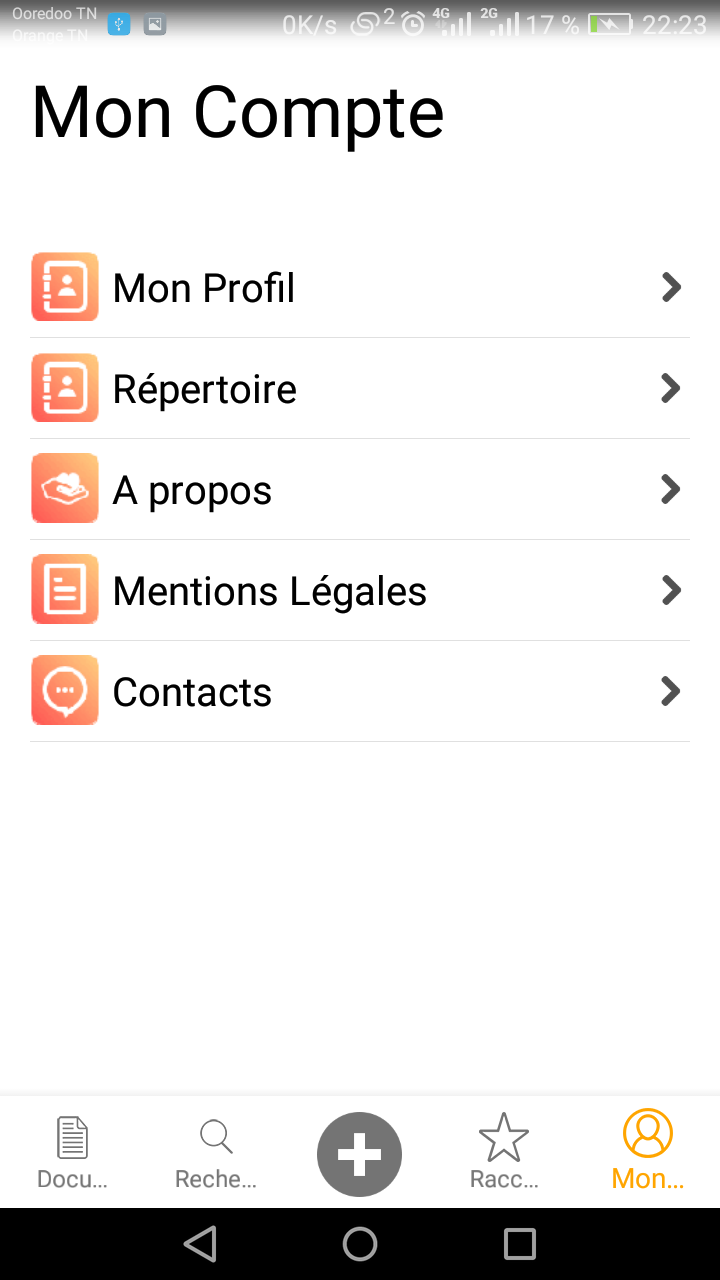 Ooredoo TN
Orange TN
0K/s 2 4G 2G 17 % 22:23
Mon Compte
Mon Profil
Répertoire
A propos
Mentions Légales
Contacts
Docu... Reche... Racc... Mon...